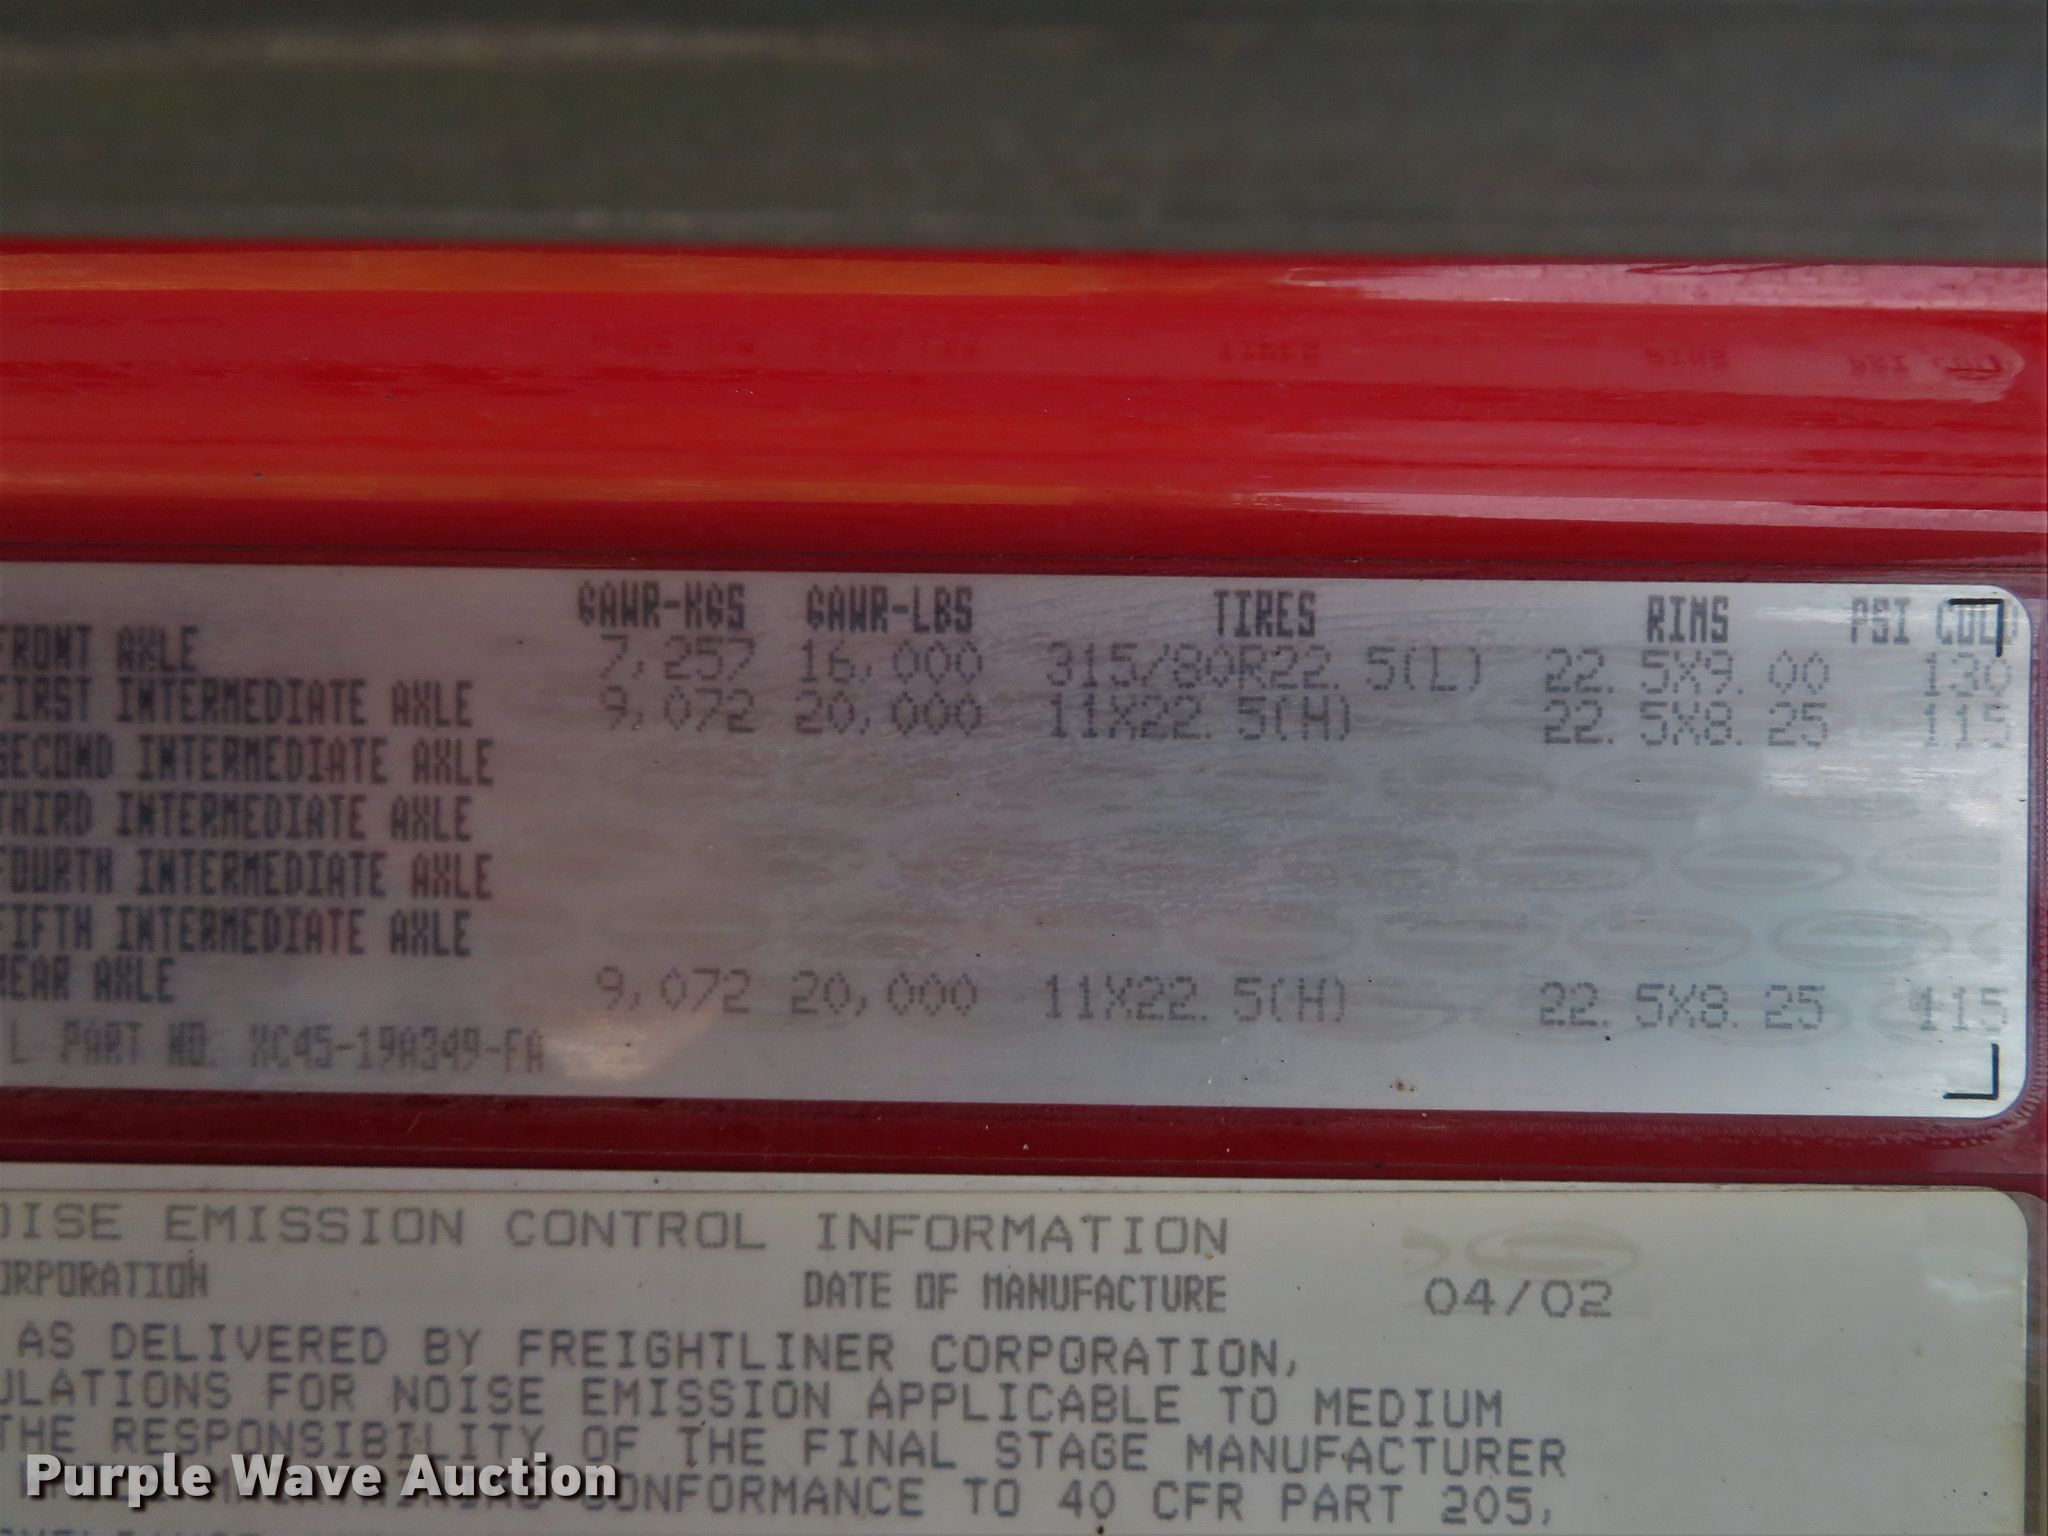 GAWR-KGS GAWR-LBS TIRES RIMS PSI COLD
FRONT AXLE 7,257 16,000 315/80R22.5(L) 22.5X9.00 130
FIRST INTERMEDIATE AXLE 9,072 20,000 11X22.5(H) 22.5X8.25 115
SECOND INTERMEDIATE AXLE
THIRD INTERMEDIATE AXLE
FOURTH INTERMEDIATE AXLE
FIFTH INTERMEDIATE AXLE
REAR AXLE 9,072 20,000 11X22.5(H) 22.5X8.25 115
L PART NO. XC45-19A349-FA
OISE EMISSION CONTROL INFORMATION
ORPORATION DATE OF MANUFACTURE 04/02
AS DELIVERED BY FREIGHTLINER CORPORATION,
ULATIONS FOR NOISE EMISSION APPLICABLE TO MEDIUM
THE RESPONSIBILITY OF THE FINAL STAGE MANUFACTURER
CONFORMANCE TO 40 CFR PART 205,
Purple Wave Auction